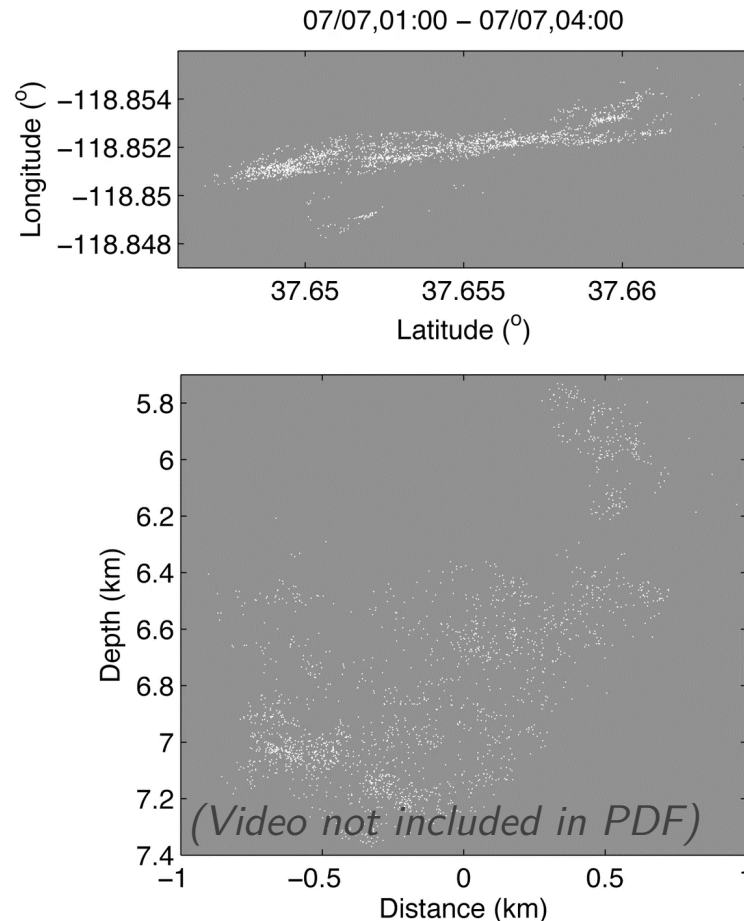 07/07,01:00 – 07/07,04:00
−118.854
−118.852
−118.85
−118.848
Longitude (o)
37.65 37.655 37.66
Latitude (o)
5.8
6
6.2
6.4
6.6
6.8
7
7.2
7.4
Depth (km)
(Video not included in PDF)
−1 −0.5 0 0.5 1
Distance (km)